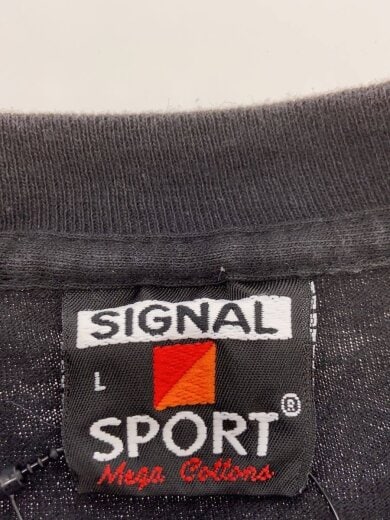 SIGNAL
L
SPORT®
Mega Cottons